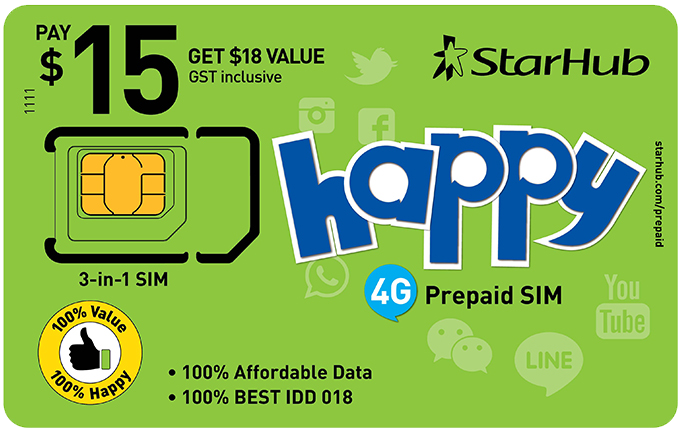 PAY
$15
GET $18 VALUE
GST inclusive
1111
StarHub
happy
starhub.com/prepaid
3-in-1 SIM
4G Prepaid SIM
You
Tube
LINE
100% Value
100% Happy
• 100% Affordable Data
• 100% BEST IDD 018